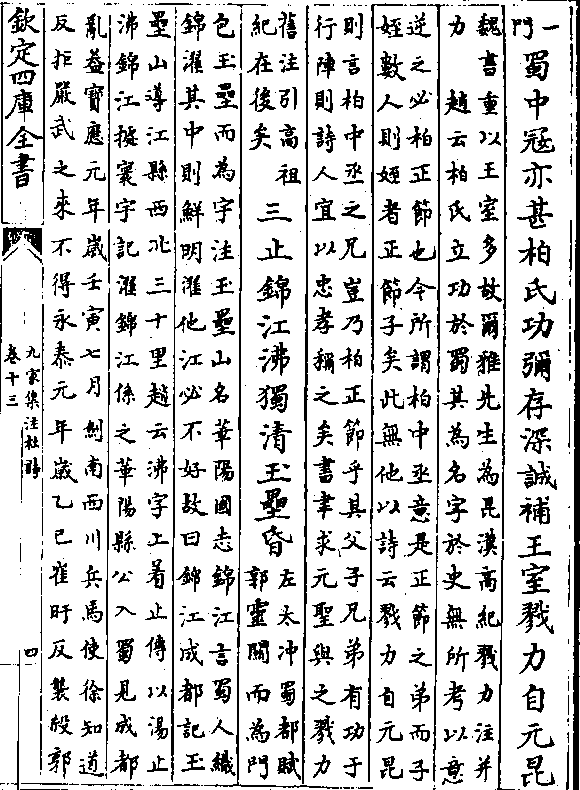 一門
蜀中冠亦甚柏氏功彌存深誠補王室戮力自元昆
魏書重以王室多故爾雅先生為昆漢高紀戮力注并
力 趙云柏氏立功於蜀其為名字於史無所考以意
逆之必柏正節也今所謂柏中丞意是正節之弟而子
姪數人則姪者正節子矣此無他以詩云戮力自元昆
則言柏中丞之兄豈乃柏正節乎其父子兄弟有功于
行陣則詩人宜以忠孝稱之矣書聿求元聖與之戮力
舊注引高祖
紀在後矣
三止錦江沸獨清玉壘昏
左太冲蜀都賦
郭靈關而為門
包玉壘而為宇注玉壘山名華陽國志錦江言蜀人織
錦濯其中則鮮明濯他江必不好故曰錦江成都記玉
壘山導江縣西北三十里趙云沸字工着止傳以湯止
沸錦江按寰宇記濯錦江係之華陽縣公入蜀見成都
亂益寶應元年歲壬寅七月劍南西川兵馬使徐知道
反拒嚴武之來不得永泰元年歲乙巳崔旰反襲殺郭
欽定四庫全書
九家集注杜詩
卷十三
四